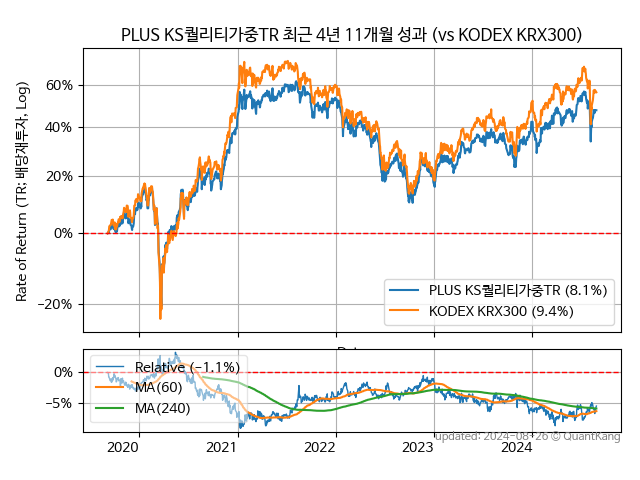 PLUS KS퀄리티가중TR 최근 4년 11개월 성과 (vs KODEX KRX300)
Rate of Return (TR: 배당재투자, Log)
60%
40%
20%
0%
−20%
PLUS KS퀄리티가중TR (8.1%)
KODEX KRX300 (9.4%)
0%
−5%
Relative (−1.1%)
MA(60)
MA(240)
2020
2021
2022
2023
2024
updated: 2024-08-26 © QuantKang